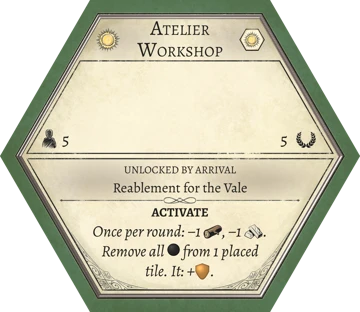 Atelier
Workshop
5 5
UNLOCKED BY ARRIVAL
Reablement for the Vale
ACTIVATE
Once per round: −1 , −1 .
Remove all from 1 placed
tile. It: + .